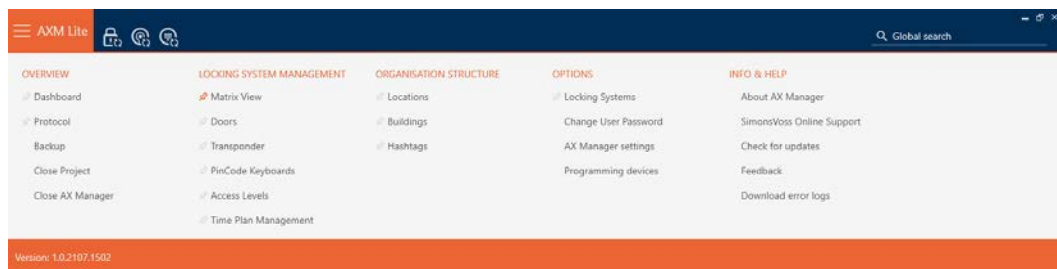 AXM Lite
Global search
OVERVIEW
Dashboard
Protocol
Backup
Close Project
Close AX Manager
LOCKING SYSTEM MANAGEMENT
Matrix View
Doors
Transponder
PinCode Keyboards
Access Levels
Time Plan Management
ORGANISATION STRUCTURE
Locations
Buildings
Hashtags
OPTIONS
Locking Systems
Change User Password
AX Manager settings
Programming devices
INFO & HELP
About AX Manager
SimonsVoss Online Support
Check for updates
Feedback
Download error logs
Version: 1.0.2107.1502